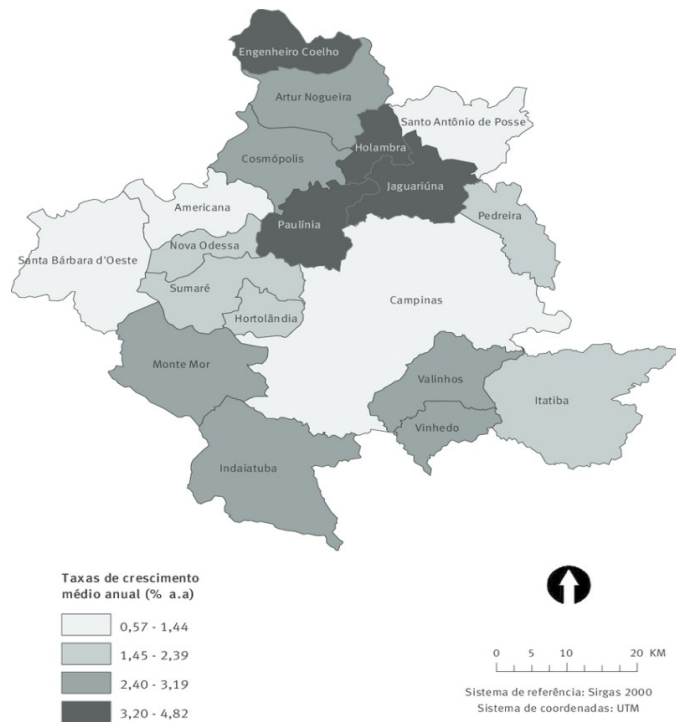 Engenheiro Coelho
Artur Nogueira
Santo Antônio de Posse
Holambra
Cosmópolis
Jaguariúna
Americana
Pedreira
Paulínia
Nova Odessa
Santa Bárbara d'Oeste
Sumaré
Campinas
Hortolândia
Monte Mor
Valinhos
Itatiba
Vinhedo
Indaiatuba
Taxas de crescimento
médio anual (% a.a)
0,57 - 1,44
1,45 - 2,39
2,40 - 3,19
3,20 - 4,82
0 5 10 20 KM
Sistema de referência: Sirgas 2000
Sistema de coordenadas: UTM